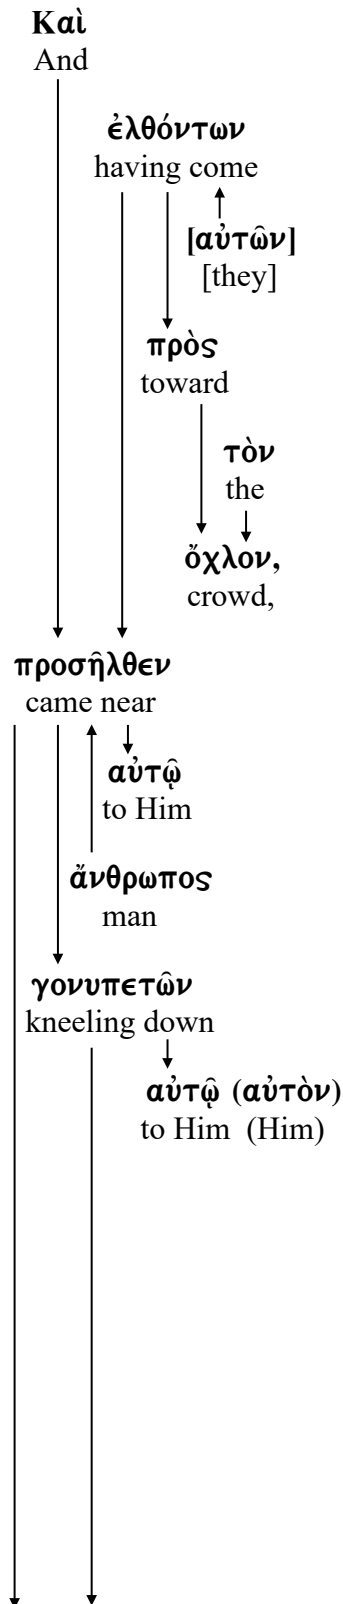 Καὶ
And
ἐλθόντων
having come
[αὐτῶν]
[they]
πρὸς
toward
τὸν
the
ὄχλον,
crowd,
προσῆλθεν
came near
αὐτῷ
to Him
ἄνθρωπος
man
γονυπετῶν
kneeling down
αὐτῷ (αὐτὸν)
to Him (Him)